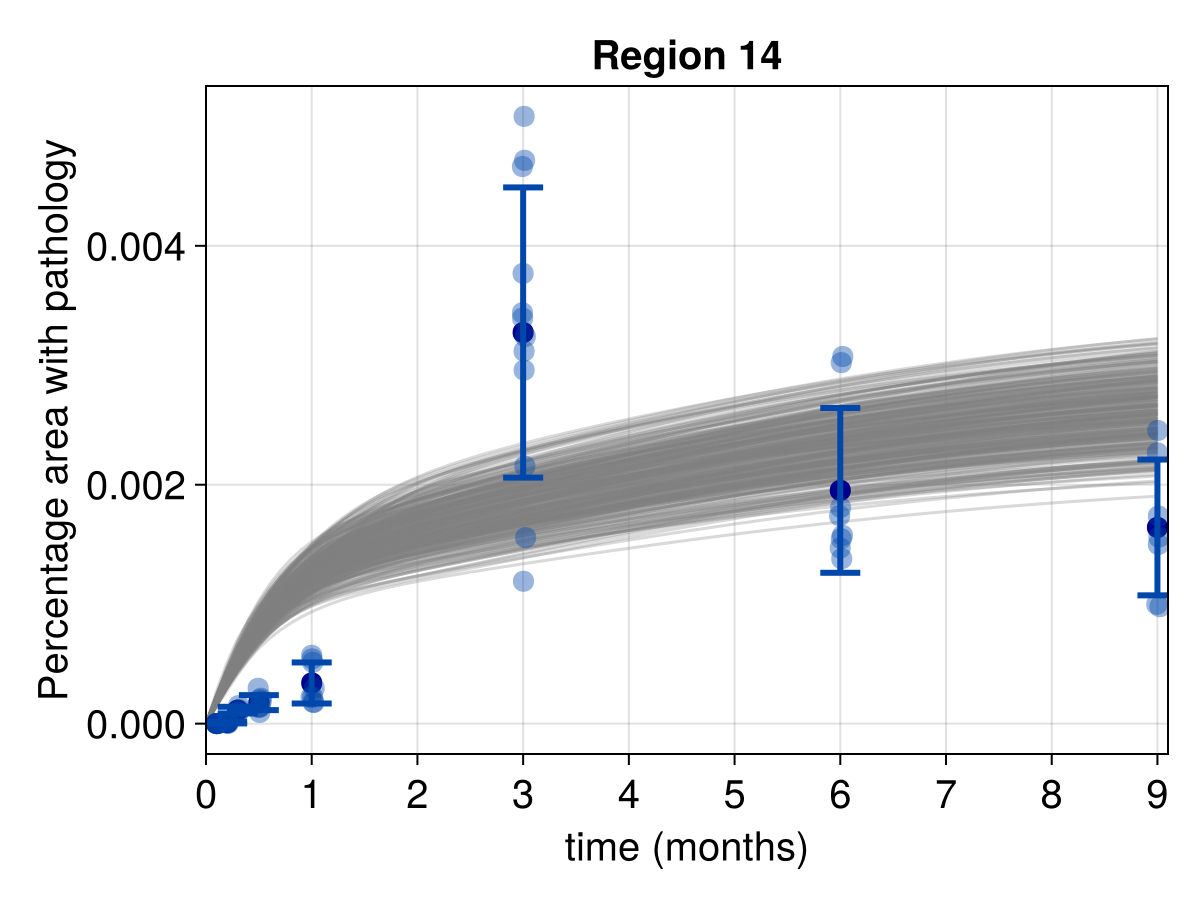 Region 14
Percentage area with pathology
0.004
0.002
0.000
0 1 2 3 4 5 6 7 8 9
time (months)